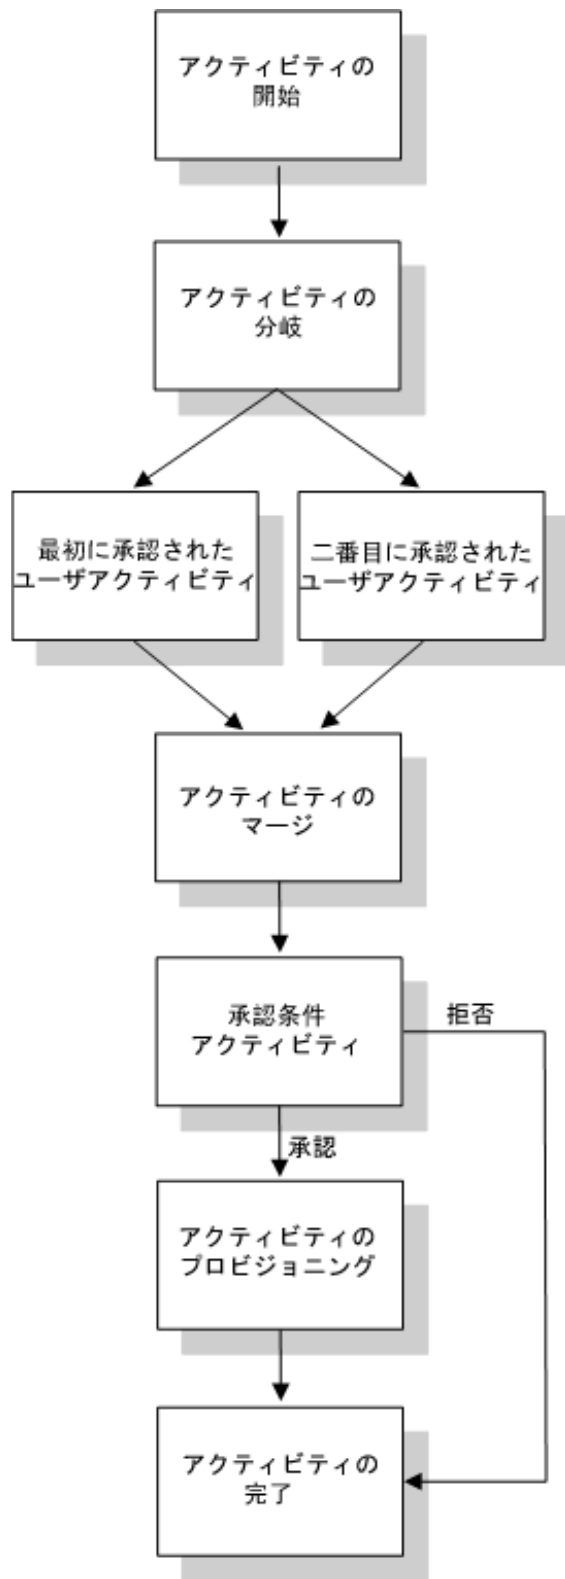 アクティビティの
開始
アクティビティの
分岐
最初に承認された
ユーザアクティビティ
二番目に承認された
ユーザアクティビティ
アクティビティの
マージ
承認条件
アクティビティ
拒否
承認
アクティビティの
プロビジョニング
アクティビティの
完了